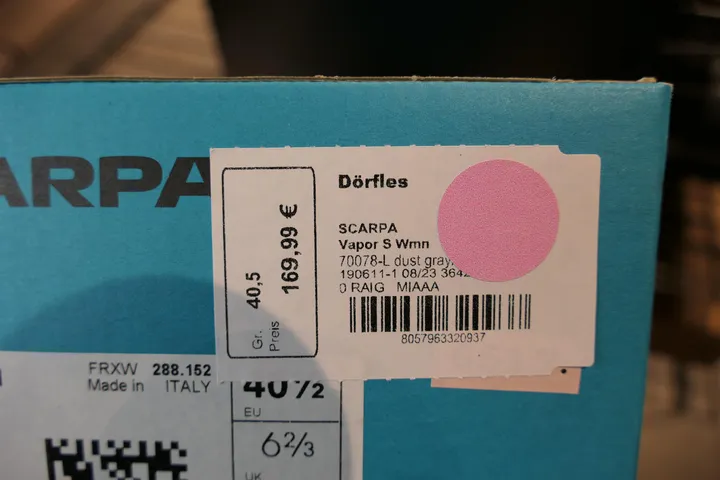 ARPA
Dörfles
SCARPA
Vapor S Wmn
70078-L dust gray
190611-1 08/23
0 RAIG MIAAA
8057963320937
Gr. 40,5
Preis 169,99 €
FRXW 288.152
Made in ITALY
40½
EU
6⅔
UK